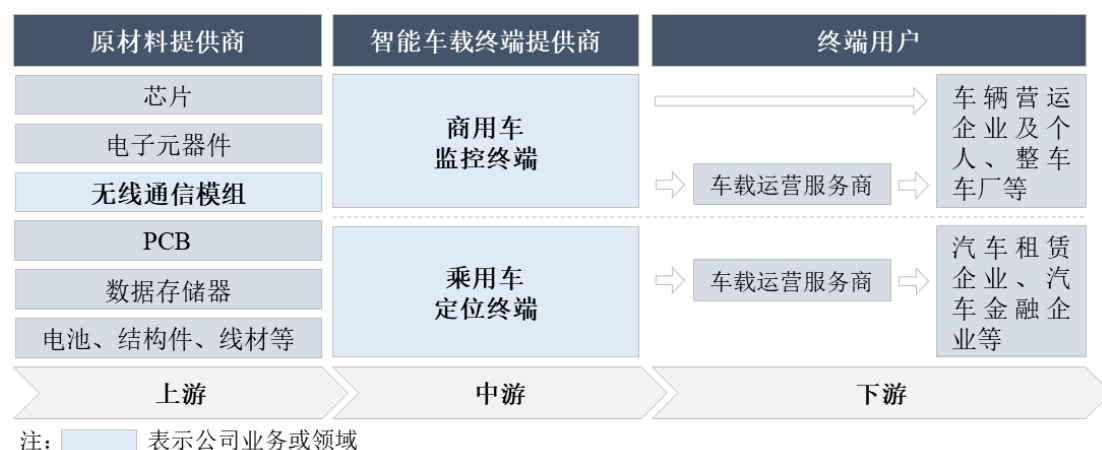 原材料提供商
智能车载终端提供商
终端用户
芯片
电子元器件
无线通信模组
PCB
数据存储器
电池、结构件、线材等
商用车
监控终端
车载运营服务商
车辆营运
企业及个
人、整车
车厂等
乘用车
定位终端
车载运营服务商
汽车租赁
企业、汽
车金融企
业等
上游
中游
下游
注：
表示公司业务或领域